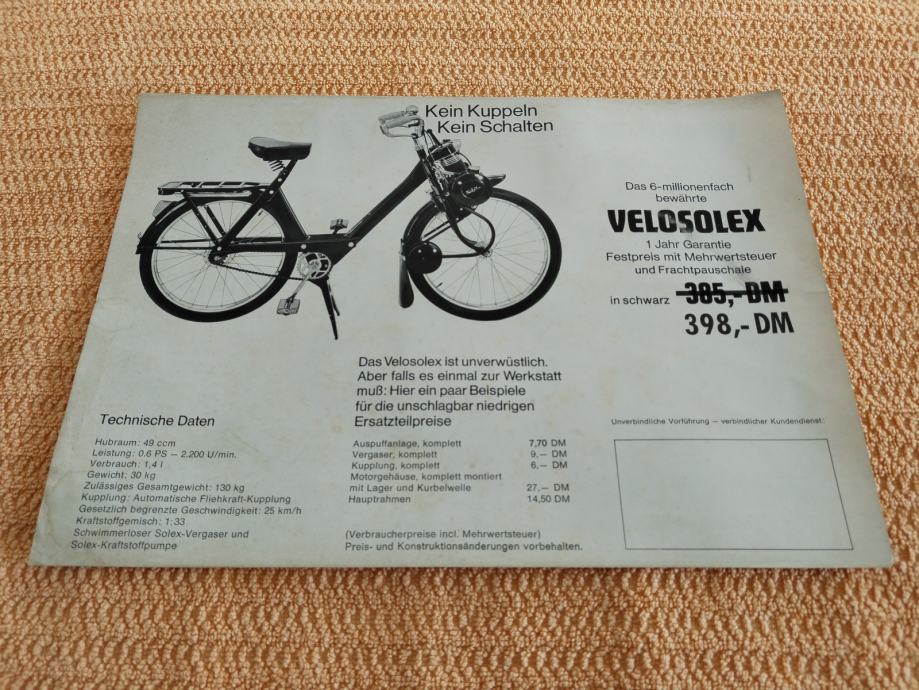 Kein Kuppeln
Kein Schalten
Das 6-millionenfach
bewährte
VELOSOLEX
1 Jahr Garantie
Festpreis mit Mehrwertsteuer
und Frachtpauschale
in schwarz 385,- DM
398,- DM
Das Velosolex ist unverwüstlich.
Aber falls es einmal zur Werkstatt
muß: Hier ein paar Beispiele
für die unschlagbar niedrigen
Ersatzteilpreise
Auspuffanlage, komplett 7,70 DM
Vergaser, komplett 9,— DM
Kupplung, komplett 6,— DM
Motorgehäuse, komplett montiert
mit Lager und Kurbelwelle 27,— DM
Hauptrahmen 14,50 DM
(Verbraucherpreise incl. Mehrwertsteuer)
Preis- und Konstruktionsänderungen vorbehalten.
Technische Daten
Hubraum: 49 ccm
Leistung: 0.6 PS — 2.200 U/min.
Verbrauch: 1,4 l
Gewicht: 30 kg
Zulässiges Gesamtgewicht: 130 kg
Kupplung: Automatische Fliehkraft-Kupplung
Gesetzlich begrenzte Geschwindigkeit: 25 km/h
Kraftstoffgemisch: 1:33
Schwimmerloser Solex-Vergaser und
Solex-Kraftstoffpumpe
Unverbindliche Vorführung — verbindlicher Kundendienst: